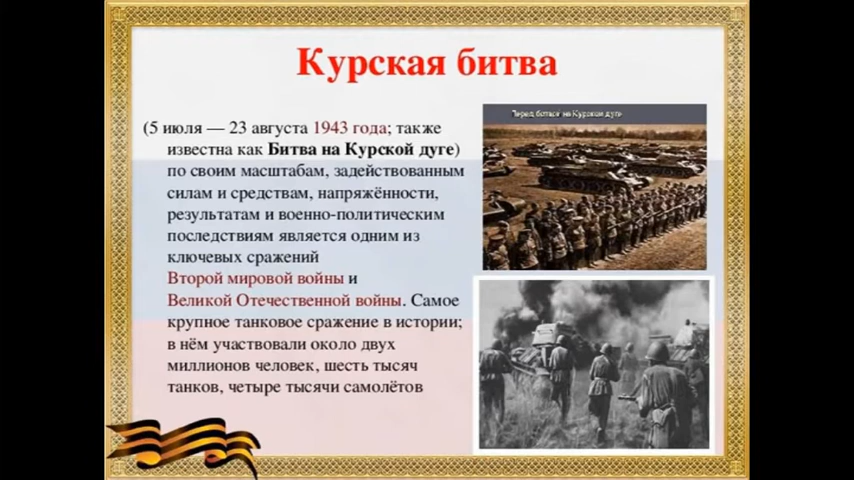 Курская битва
(5 июля — 23 августа 1943 года; также
известна как Битва на Курской дуге)
по своим масштабам, задействованным
силам и средствам, напряжённости,
результатам и военно-политическим
последствиям является одним из
ключевых сражений
Второй мировой войны и
Великой Отечественной войны. Самое
крупное танковое сражение в истории;
в нём участвовали около двух
миллионов человек, шесть тысяч
танков, четыре тысячи самолётов
Перед битвой на Курской дуге